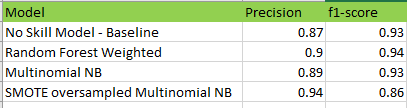 Model Precision f1-score
No Skill Model - Baseline 0.87 0.93
Random Forest Weighted 0.9 0.94
Multinomial NB 0.89 0.93
SMOTE oversampled Multinomial NB 0.94 0.86